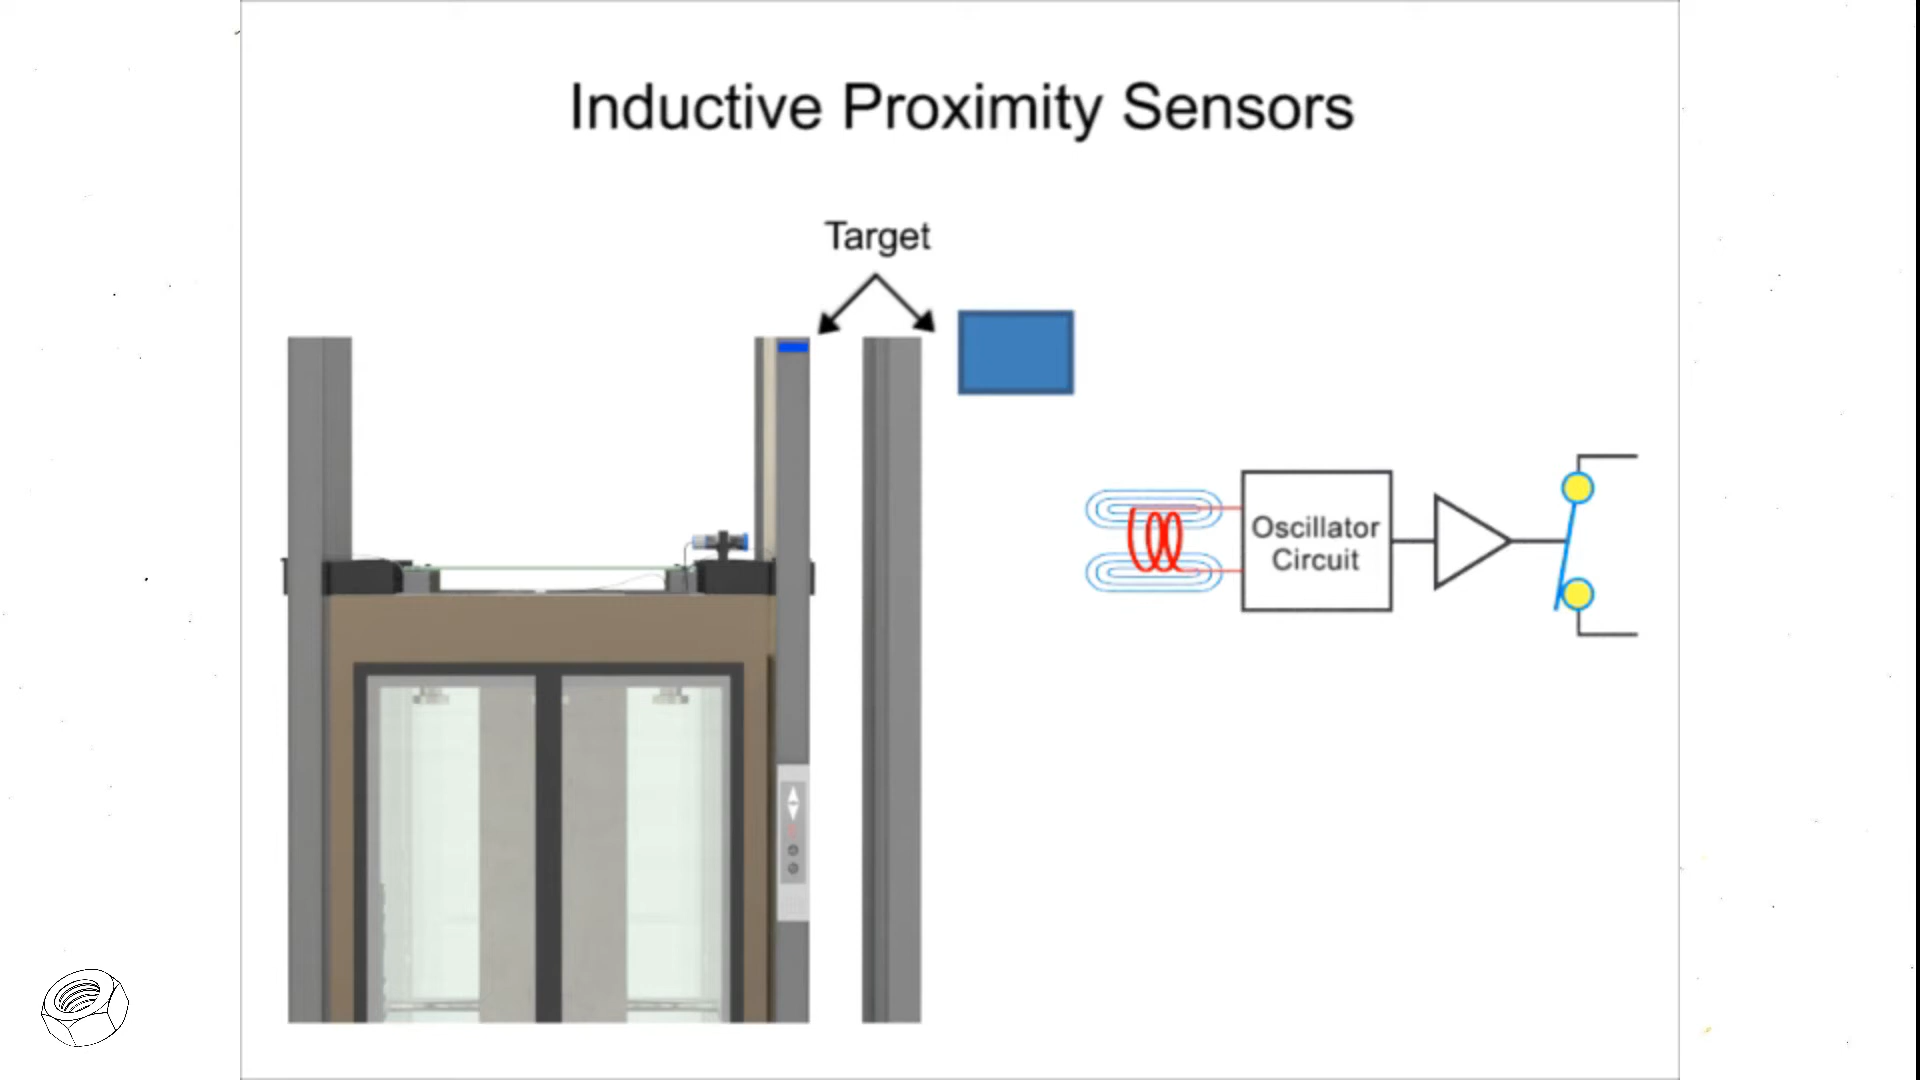 Inductive Proximity Sensors
Target
Oscillator
Circuit